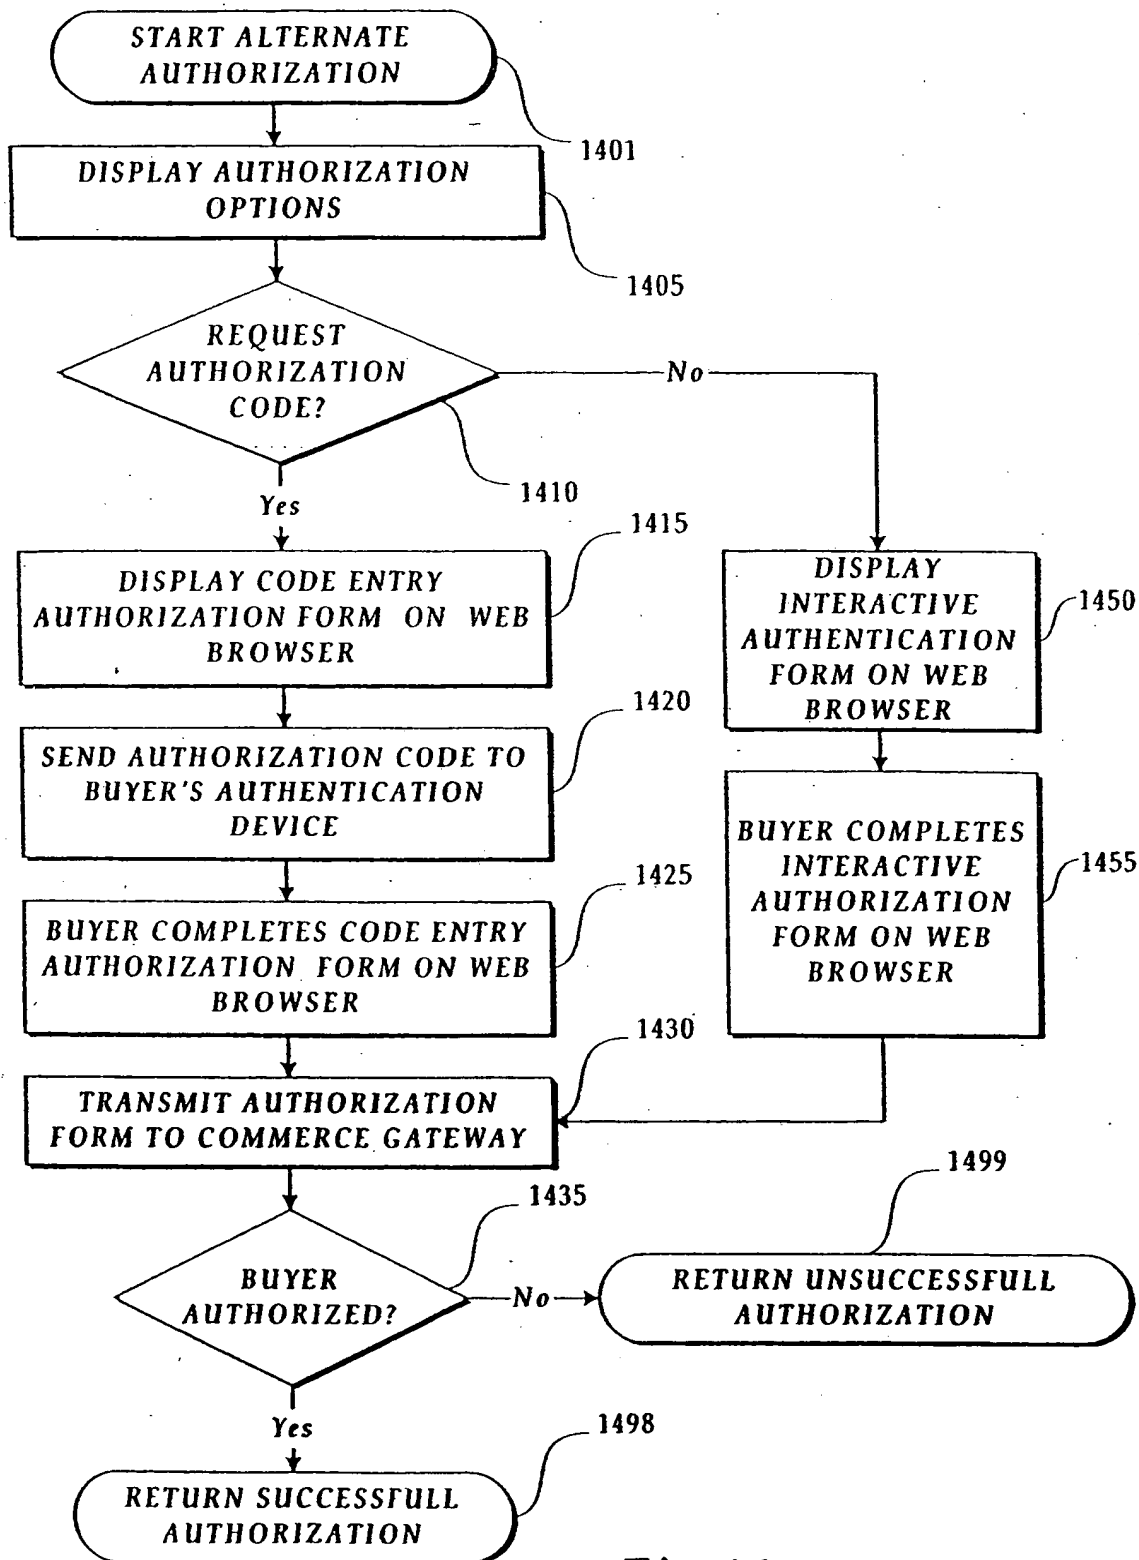 START ALTERNATE
AUTHORIZATION
1401
DISPLAY AUTHORIZATION
OPTIONS
1405
REQUEST
AUTHORIZATION
CODE?
No
1410
Yes
1415
DISPLAY CODE ENTRY
AUTHORIZATION FORM ON WEB
BROWSER
DISPLAY
INTERACTIVE
AUTHENTICATION
FORM ON WEB
BROWSER
1450
1420
SEND AUTHORIZATION CODE TO
BUYER'S AUTHENTICATION
DEVICE
BUYER COMPLETES
INTERACTIVE
AUTHORIZATION
FORM ON WEB
BROWSER
1455
1425
BUYER COMPLETES CODE ENTRY
AUTHORIZATION FORM ON WEB
BROWSER
1430
TRANSMIT AUTHORIZATION
FORM TO COMMERCE GATEWAY
1435
BUYER
AUTHORIZED?
No
1499
RETURN UNSUCCESSFULL
AUTHORIZATION
Yes
1498
RETURN SUCCESSFULL
AUTHORIZATION